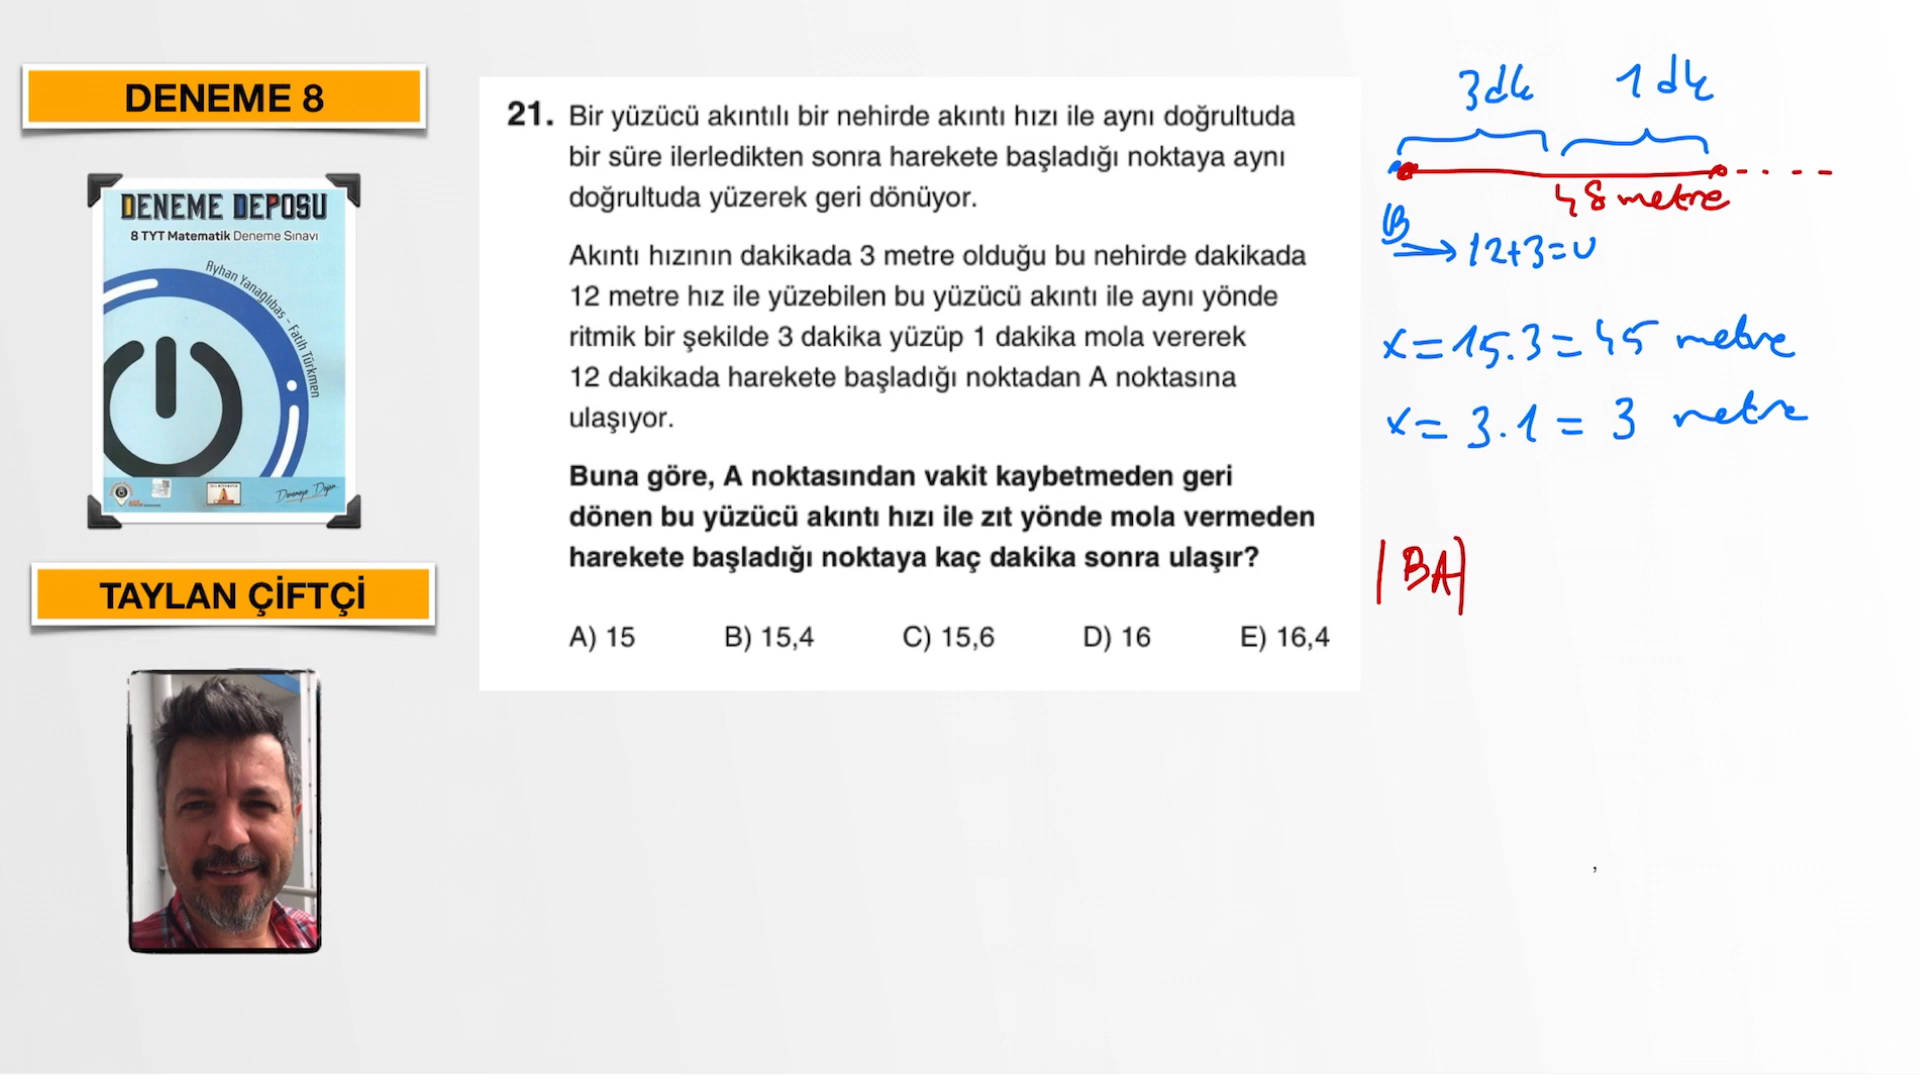 DENEME 8
DENEME DEPOSU
8 TYT Matematik Deneme Sınavı
Ayhan Yanağlıbaş - Fatih Türkmen
TAYLAN ÇİFTÇİ
21. Bir yüzücü akıntılı bir nehirde akıntı hızı ile aynı doğrultuda
bir süre ilerledikten sonra harekete başladığı noktaya aynı
doğrultuda yüzerek geri dönüyor.
Akıntı hızının dakikada 3 metre olduğu bu nehirde dakikada
12 metre hız ile yüzebilen bu yüzücü akıntı ile aynı yönde
ritmik bir şekilde 3 dakika yüzüp 1 dakika mola vererek
12 dakikada harekete başladığı noktadan A noktasına
ulaşıyor.
Buna göre, A noktasından vakit kaybetmeden geri
dönen bu yüzücü akıntı hızı ile zıt yönde mola vermeden
harekete başladığı noktaya kaç dakika sonra ulaşır?
A) 15 B) 15,4 C) 15,6 D) 16 E) 16,4
3dk 1dk
48 metre
B
12+3=v
x=15.3=45 metre
x=3.1=3 metre
|BA|